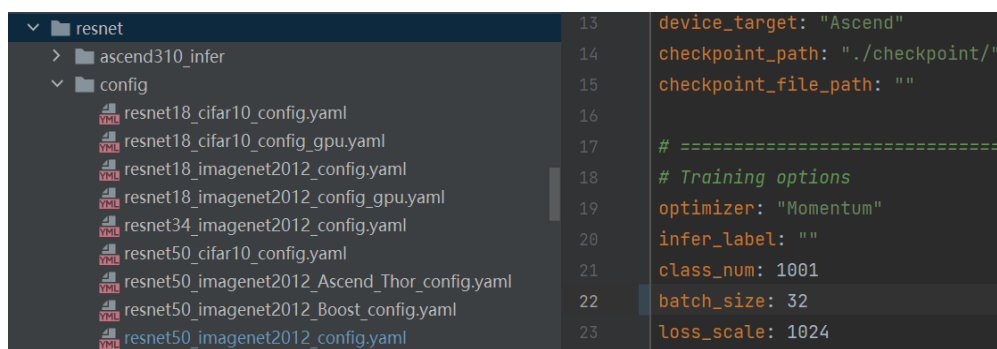 resnet
ascend310_infer
config
resnet18_cifar10_config.yaml
resnet18_cifar10_config_gpu.yaml
resnet18_imagenet2012_config.yaml
resnet18_imagenet2012_config_gpu.yaml
resnet34_imagenet2012_config.yaml
resnet50_cifar10_config.yaml
resnet50_imagenet2012_Ascend_Thor_config.yaml
resnet50_imagenet2012_Boost_config.yaml
resnet50_imagenet2012_config.yaml
13 device_target: "Ascend"
14 checkpoint_path: "./checkpoint/"
15 checkpoint_file_path: ""
16
17 # ==============================
18 # Training options
19 optimizer: "Momentum"
20 infer_label: ""
21 class_num: 1001
22 batch_size: 32
23 loss_scale: 1024